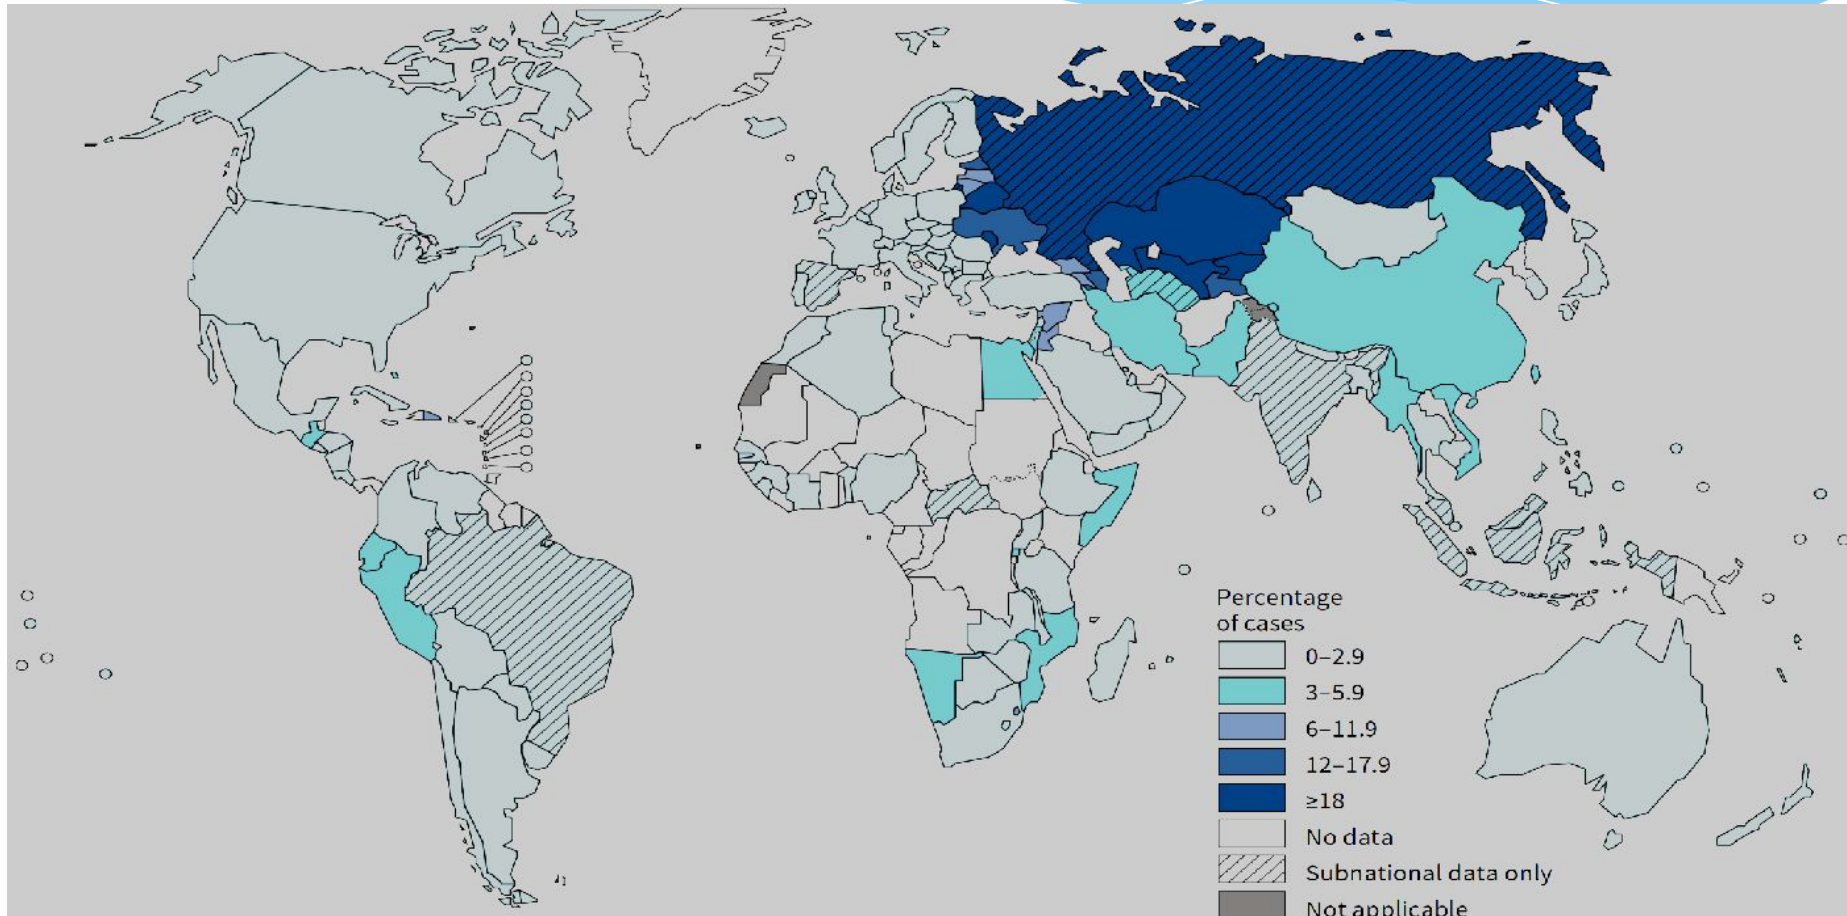 Percentage
of cases
0–2.9
3–5.9
6–11.9
12–17.9
≥18
No data
Subnational data only
Not applicable